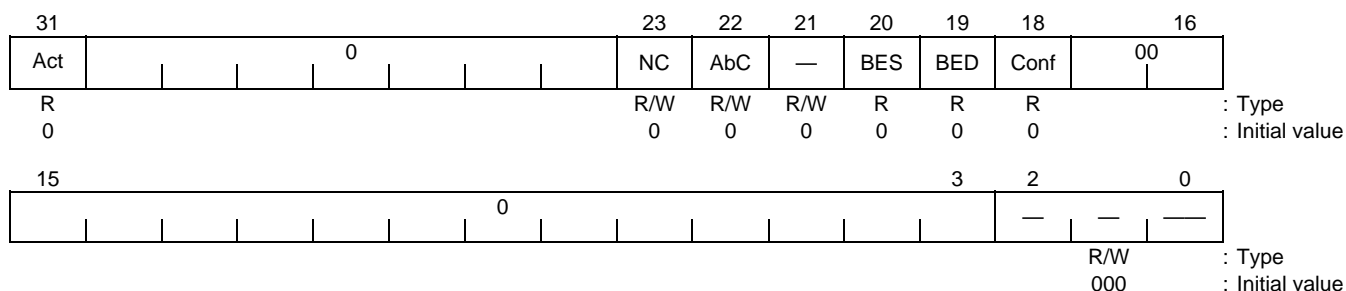 31 23 22 21 20 19 18 16
Act 0 NC AbC — BES BED Conf 00
R R/W R/W R/W R R R : Type
0 0 0 0 0 0 0 : Initial value
15 3 2 0
0 — — ——
R/W : Type
000 : Initial value